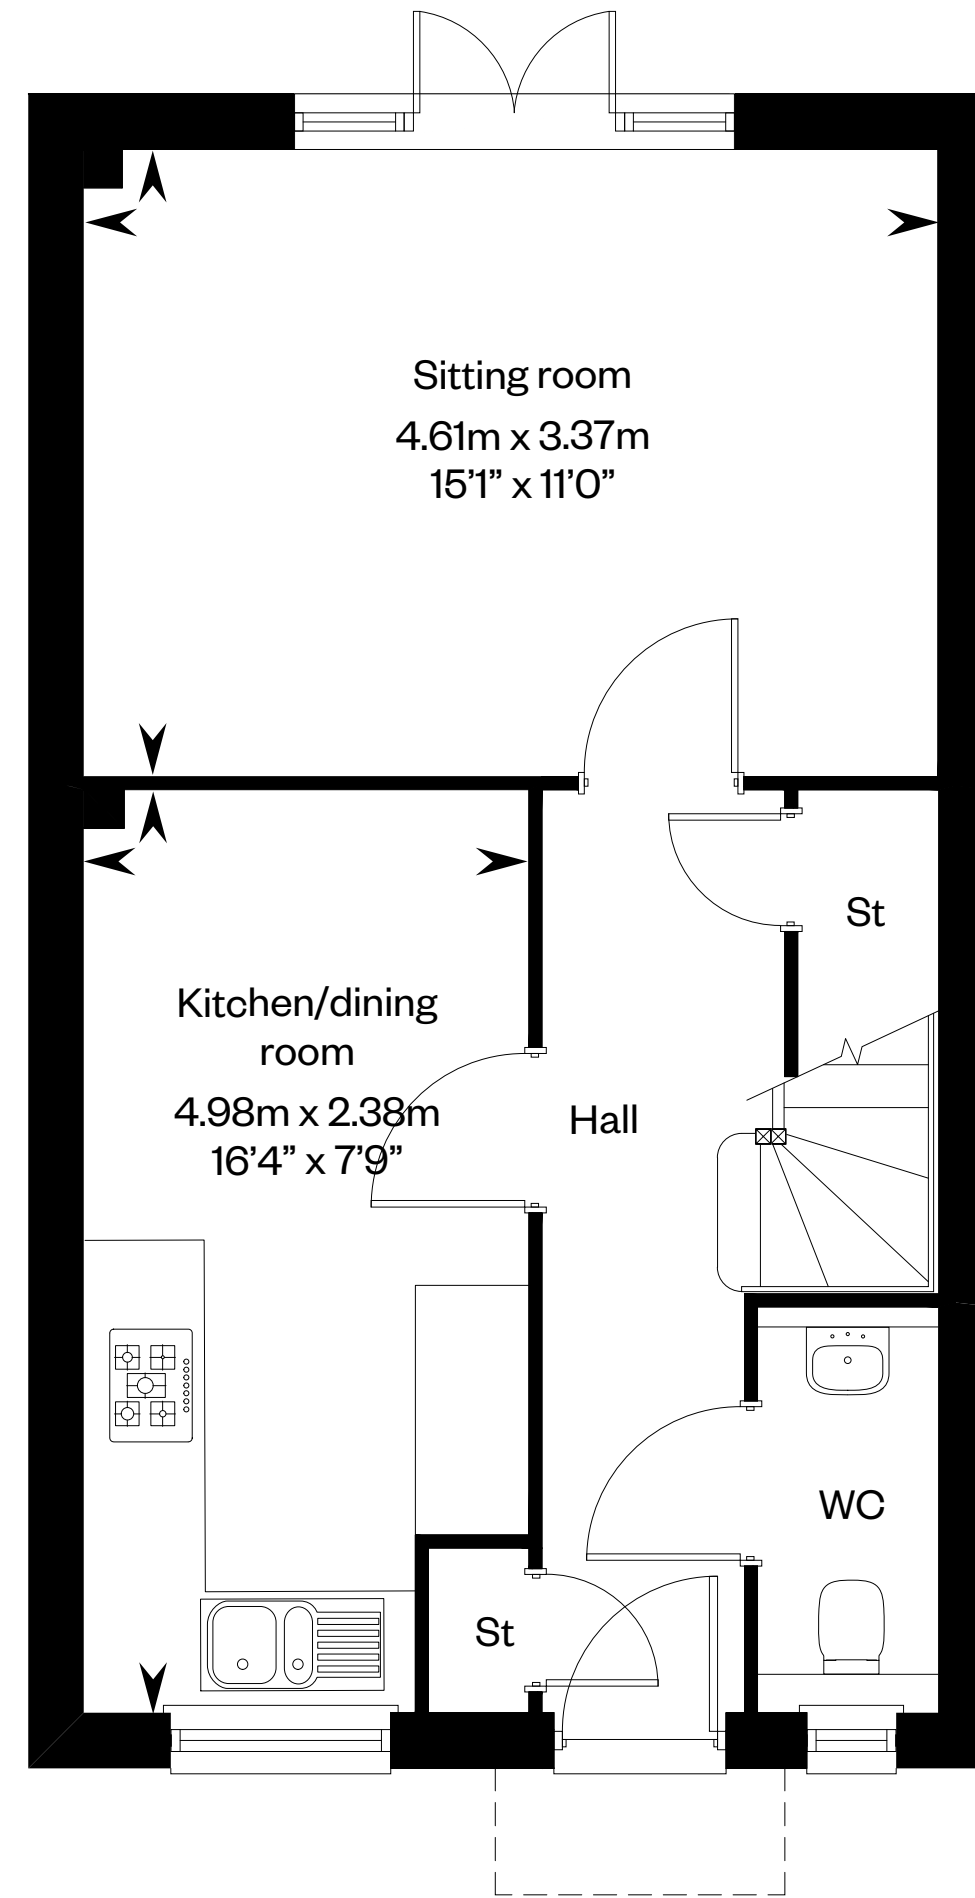 Sitting room
4.61m x 3.37m
15’1” x 11’0”
St
Kitchen/dining
room
4.98m x 2.38m
16’4” x 7’9”
Hall
WC
St